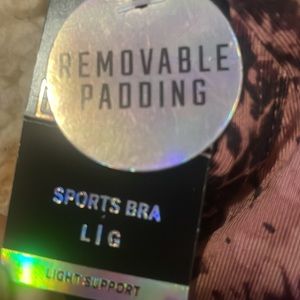 REMOVABLE
PADDING
SPORTS BRA
L | G
LIGHT SUPPORT